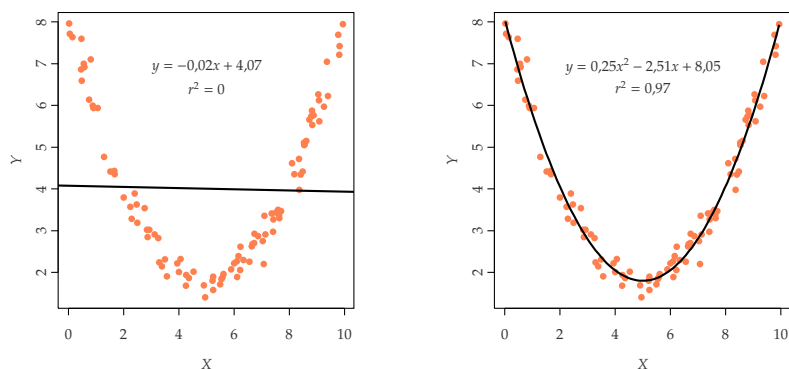 y = −0,02x + 4,07
r² = 0
8
7
6
5
4
3
2
Y
0 2 4 6 8 10
X
y = 0,25x² − 2,51x + 8,05
r² = 0,97
8
7
6
5
4
3
2
Y
0 2 4 6 8 10
X